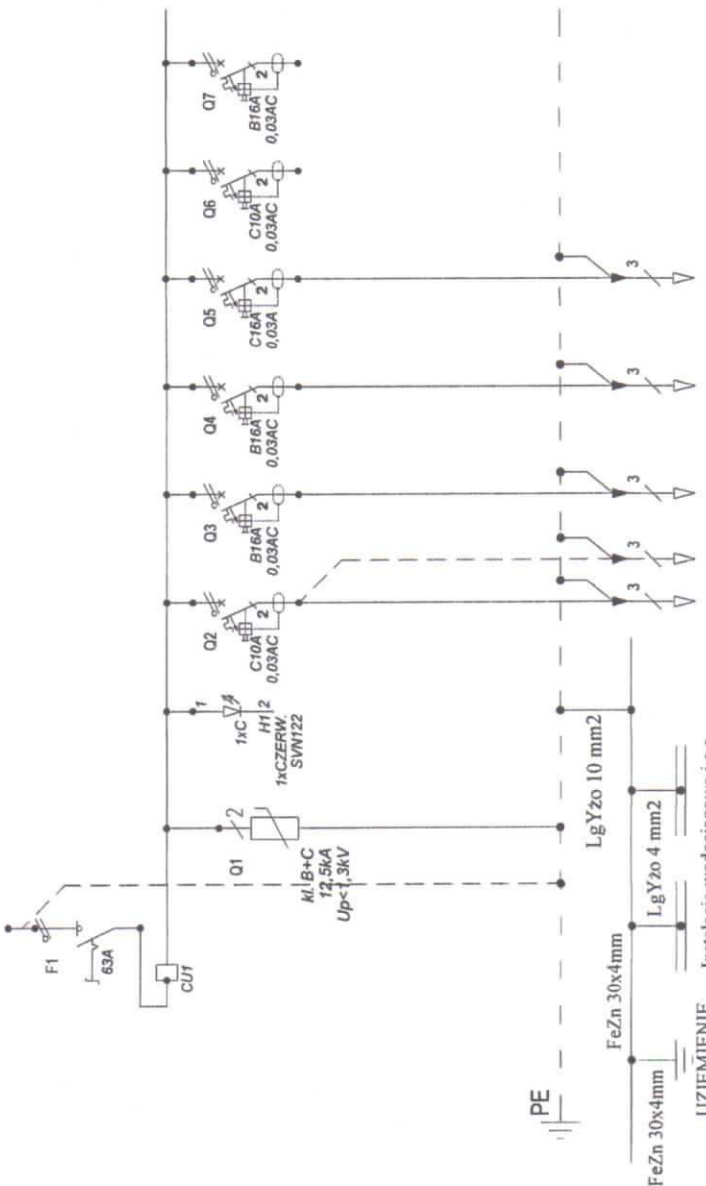 F1
63A
CU1
Q1
2
kl. B+C
12,5kA
Up<1,3kV
1
1xC
H1
2
1xCZERW.
SVN122
Q2
2
C10A
0,03AC
Q3
2
B16A
0,03AC
Q4
2
B16A
0,03AC
Q5
2
C16A
0,03A
Q6
2
C10A
0,03AC
Q7
2
B16A
0,03AC
PE
3
3
3
3
3
LgYżo 10 mm2
FeZn 30x4mm
LgYżo 4 mm2
FeZn 30x4mm
UZIEMIENIE
Instalacja